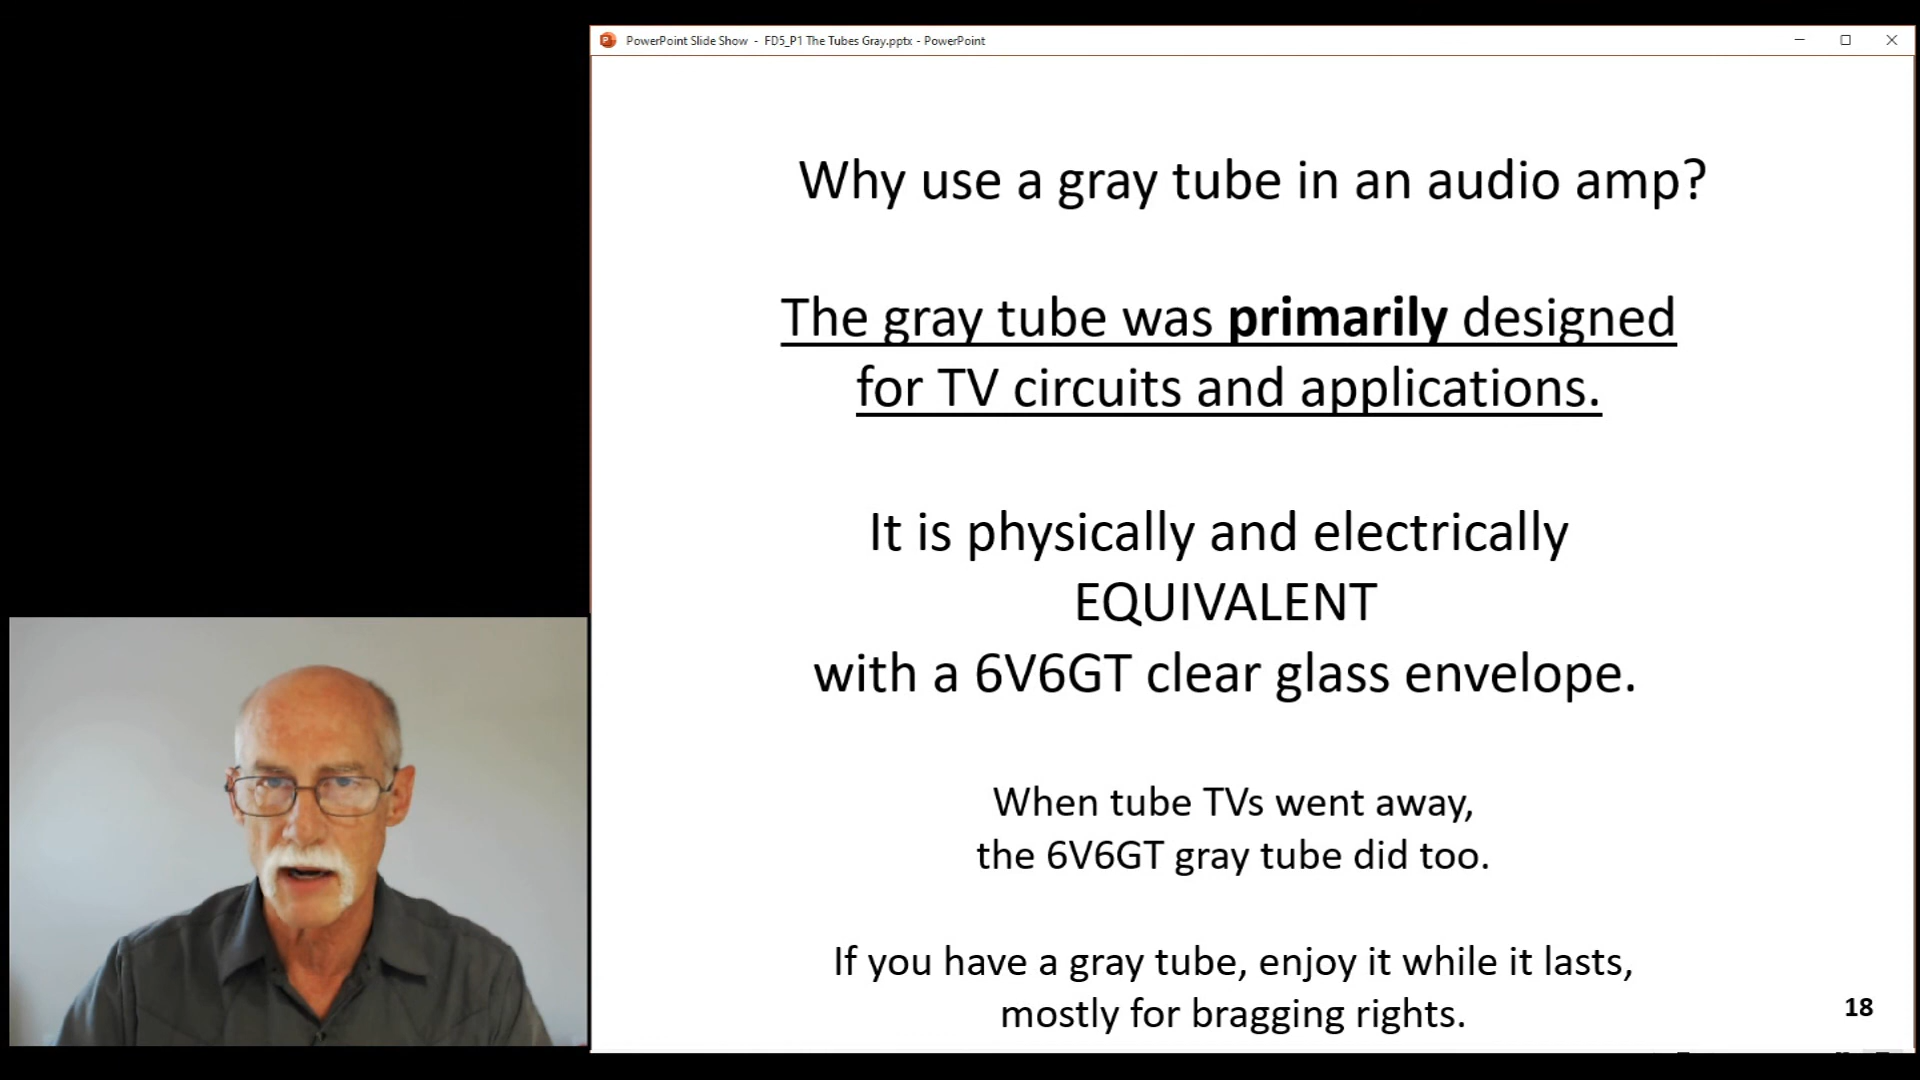 PowerPoint Slide Show - FD5_P1 The Tubes Gray.pptx - PowerPoint
Why use a gray tube in an audio amp?
The gray tube was primarily designed
for TV circuits and applications.
It is physically and electrically
EQUIVALENT
with a 6V6GT clear glass envelope.
When tube TVs went away,
the 6V6GT gray tube did too.
If you have a gray tube, enjoy it while it lasts,
mostly for bragging rights.
18